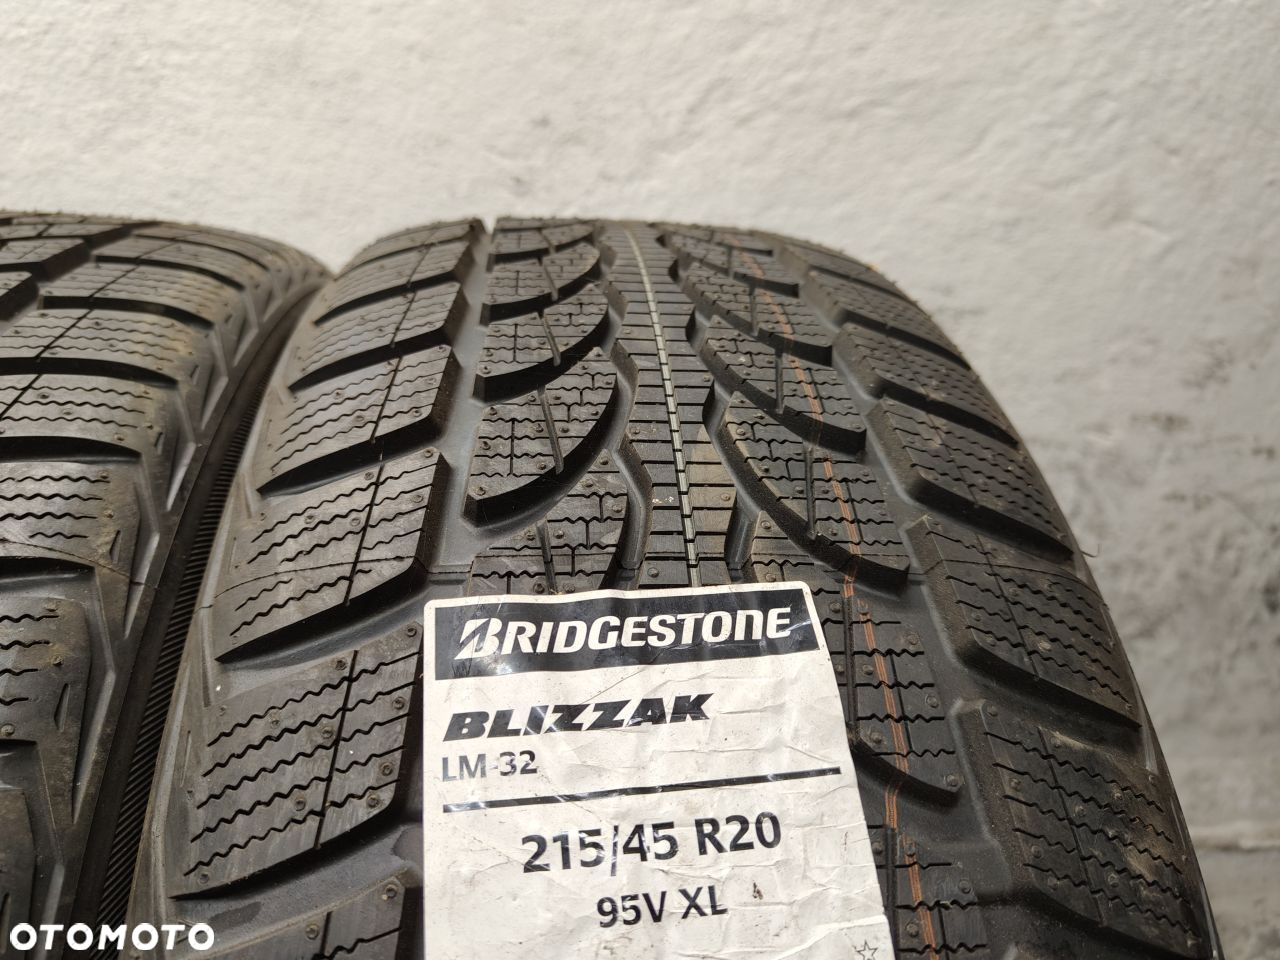 BRIDGESTONE
BLIZZAK
LM-32
215/45 R20
95V XL
OTOMOTO